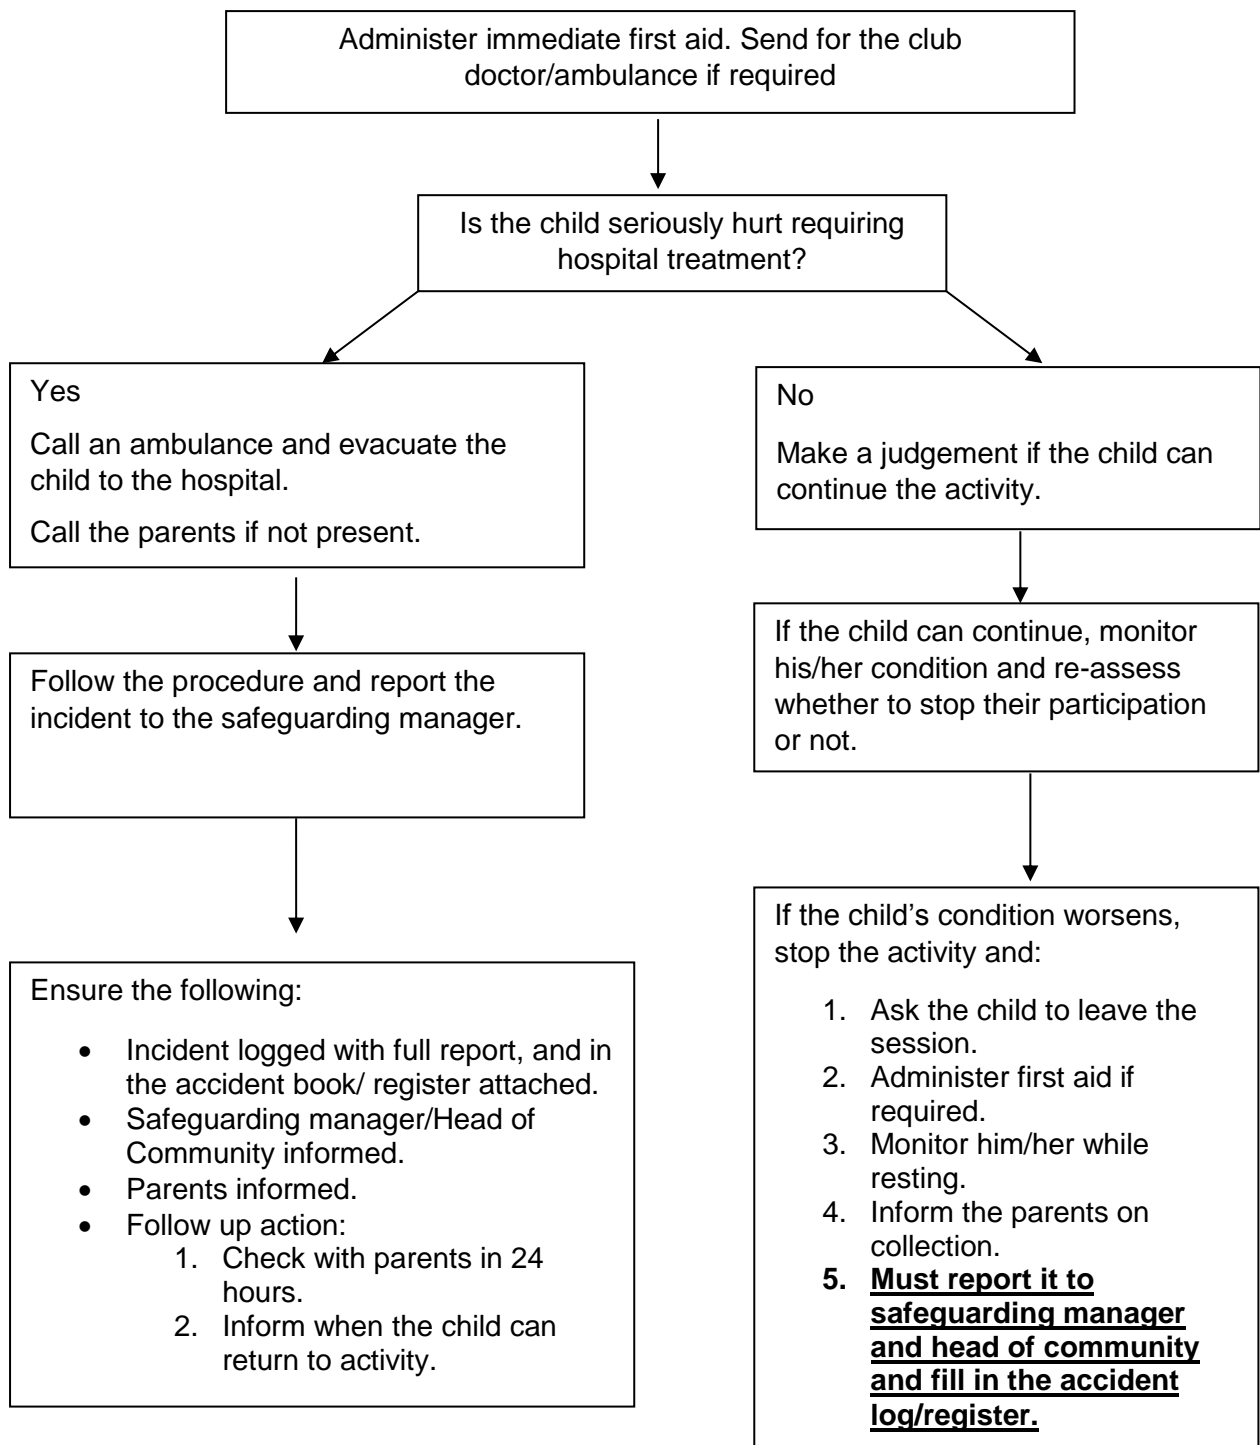 Administer immediate first aid. Send for the club
doctor/ambulance if required
Is the child seriously hurt requiring
hospital treatment?
Yes
Call an ambulance and evacuate the
child to the hospital.
Call the parents if not present.
Follow the procedure and report the
incident to the safeguarding manager.
Ensure the following:
• Incident logged with full report, and in
the accident book/ register attached.
• Safeguarding manager/Head of
Community informed.
• Parents informed.
• Follow up action:
1. Check with parents in 24
hours.
2. Inform when the child can
return to activity.
No
Make a judgement if the child can
continue the activity.
If the child can continue, monitor
his/her condition and re-assess
whether to stop their participation
or not.
If the child’s condition worsens,
stop the activity and:
1. Ask the child to leave the
session.
2. Administer first aid if
required.
3. Monitor him/her while
resting.
4. Inform the parents on
collection.
5. Must report it to
safeguarding manager
and head of community
and fill in the accident
log/register.